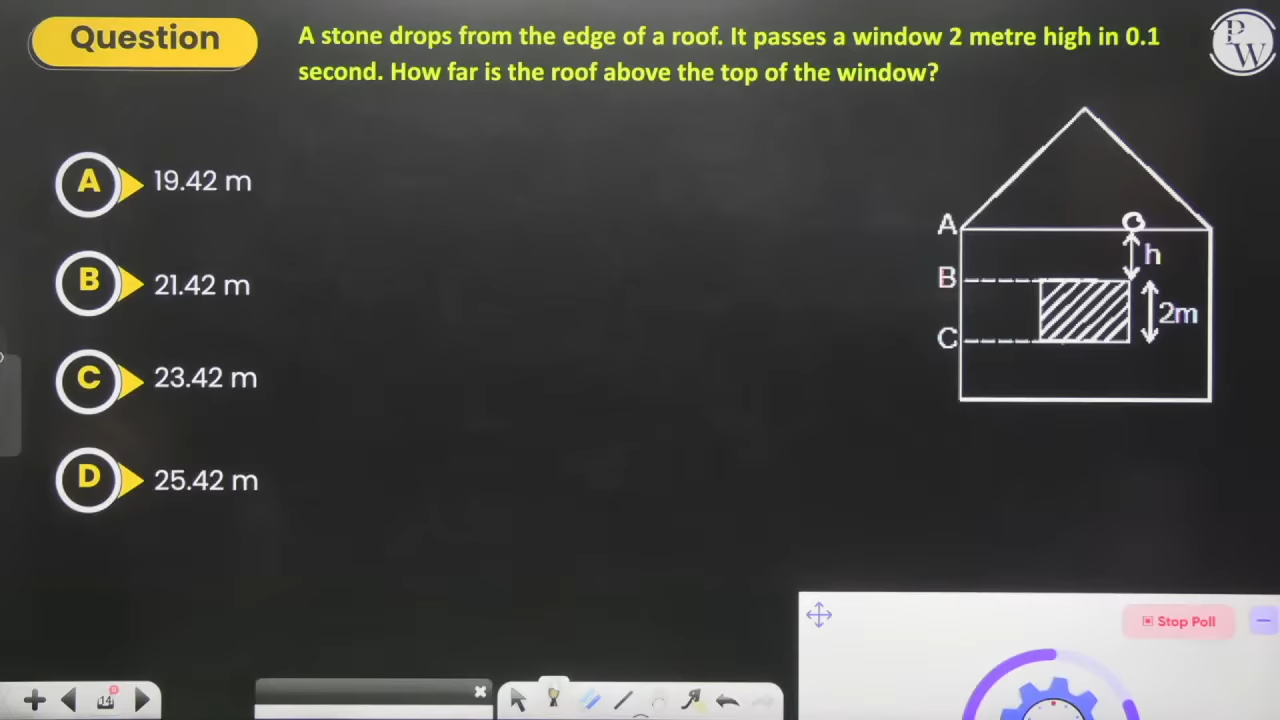 Question
A stone drops from the edge of a roof. It passes a window 2 metre high in 0.1
second. How far is the roof above the top of the window?
P
W
A 19.42 m
B 21.42 m
C 23.42 m
D 25.42 m
A
h
B
2m
C
Stop Poll
14